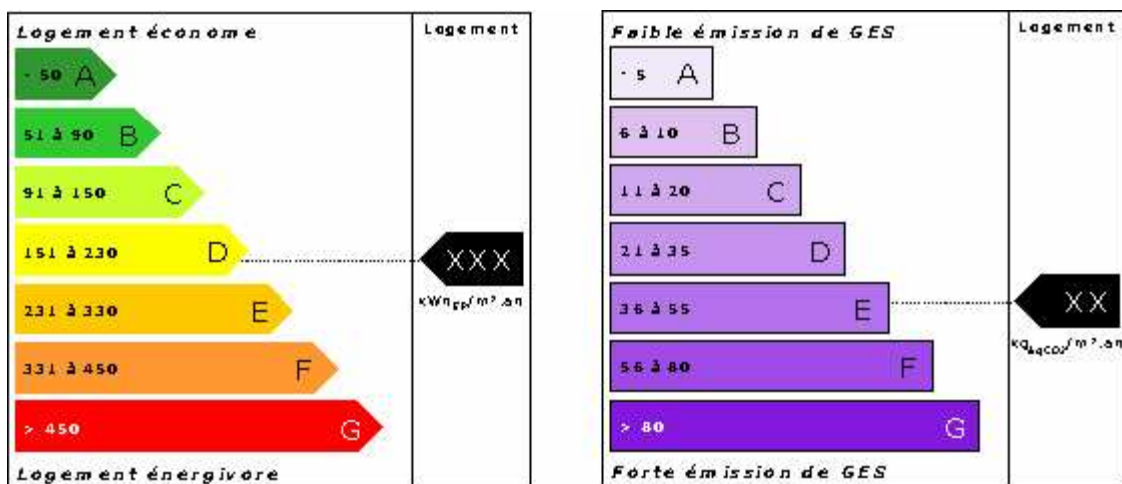 Logement économe
Logement
- 50 A
51 à 90 B
91 à 150 C
151 à 230 D
XXX
kWhEP/m².an
231 à 330 E
331 à 450 F
> 450 G
Logement énergivore
Faible émission de GES
Logement
- 5 A
6 à 10 B
11 à 20 C
21 à 35 D
36 à 55 E
XX
kgéqCO2/m².an
56 à 80 F
> 80 G
Forte émission de GES